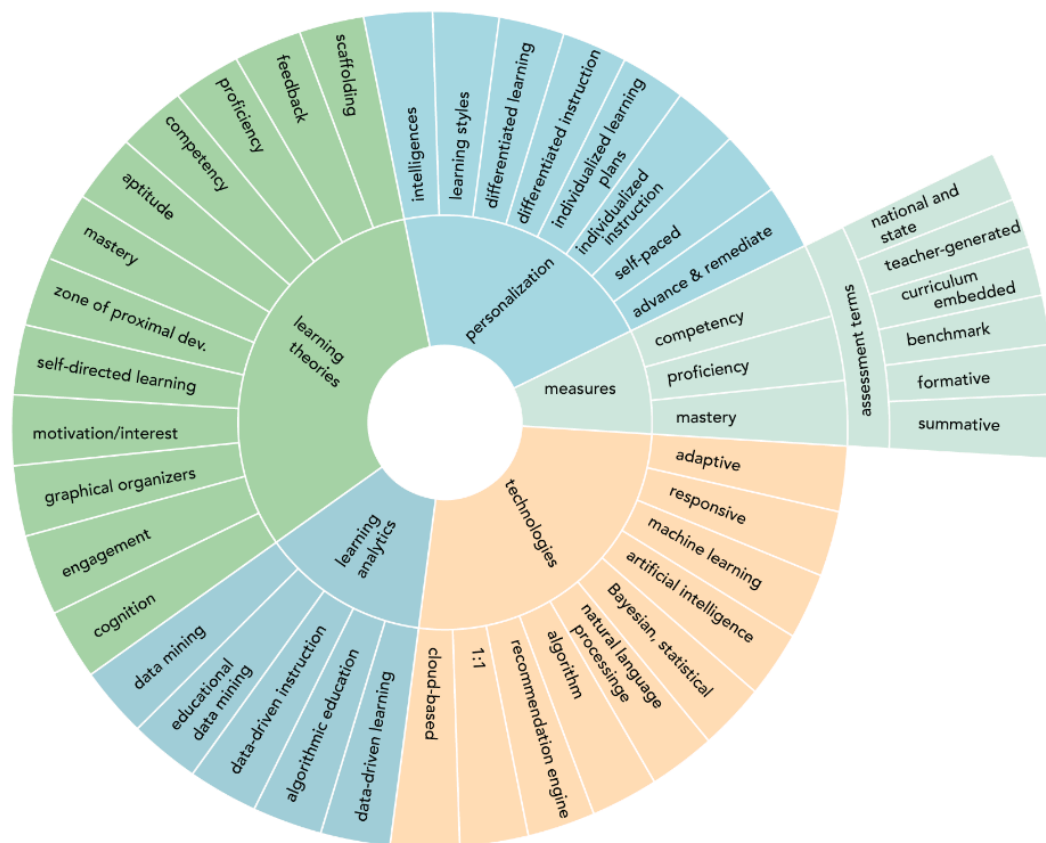 learning
theories
scaffolding
feedback
proficiency
competency
aptitude
mastery
zone of proximal dev.
self-directed learning
motivation/interest
graphical organizers
engagement
cognition
personalization
intelligences
learning styles
differentiated learning
differentiated instruction
individualized learning
plans
individualized
instruction
self-paced
advance & remediate
measures
competency
proficiency
mastery
assessment terms
national and
state
teacher-generated
curriculum
embedded
benchmark
formative
summative
technologies
adaptive
responsive
machine learning
artificial intelligence
Bayesian, statistical
natural language
processinge
algorithm
recommendation engine
1:1
cloud-based
learning
analytics
data mining
educational
data mining
data-driven instruction
algorithmic education
data-driven learning